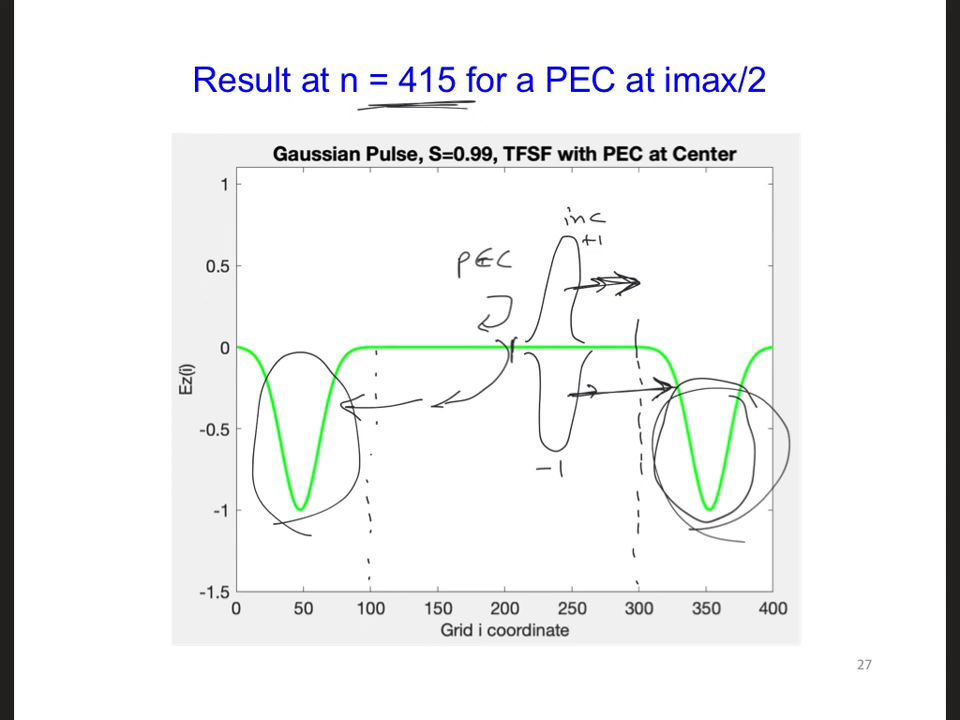 Result at n = 415 for a PEC at imax/2
Gaussian Pulse, S=0.99, TFSF with PEC at Center
1
0.5
0
-0.5
-1
-1.5
Ez(i)
inc
+1
PEC
-1
0 50 100 150 200 250 300 350 400
Grid i coordinate
27